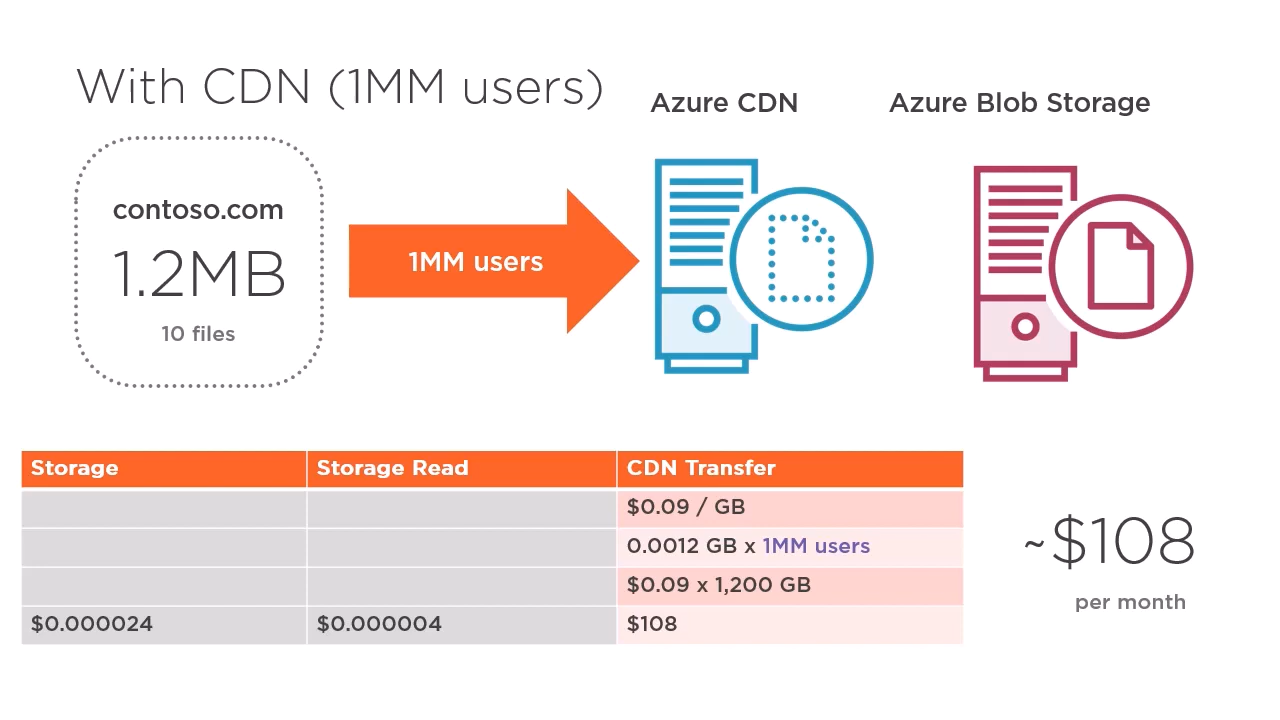 With CDN (1MM users)
Azure CDN
Azure Blob Storage
contoso.com
1.2MB
10 files
1MM users
Storage
Storage Read
CDN Transfer
$0.09 / GB
0.0012 GB x 1MM users
$0.09 x 1,200 GB
$0.000024
$0.000004
$108
~$108
per month